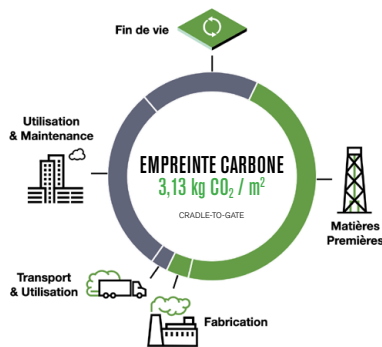 Fin de vie
Utilisation
& Maintenance
EMPREINTE CARBONE
3,13 kg CO₂ / m²
CRADLE-TO-GATE
Matières
Premières
Transport
& Utilisation
Fabrication